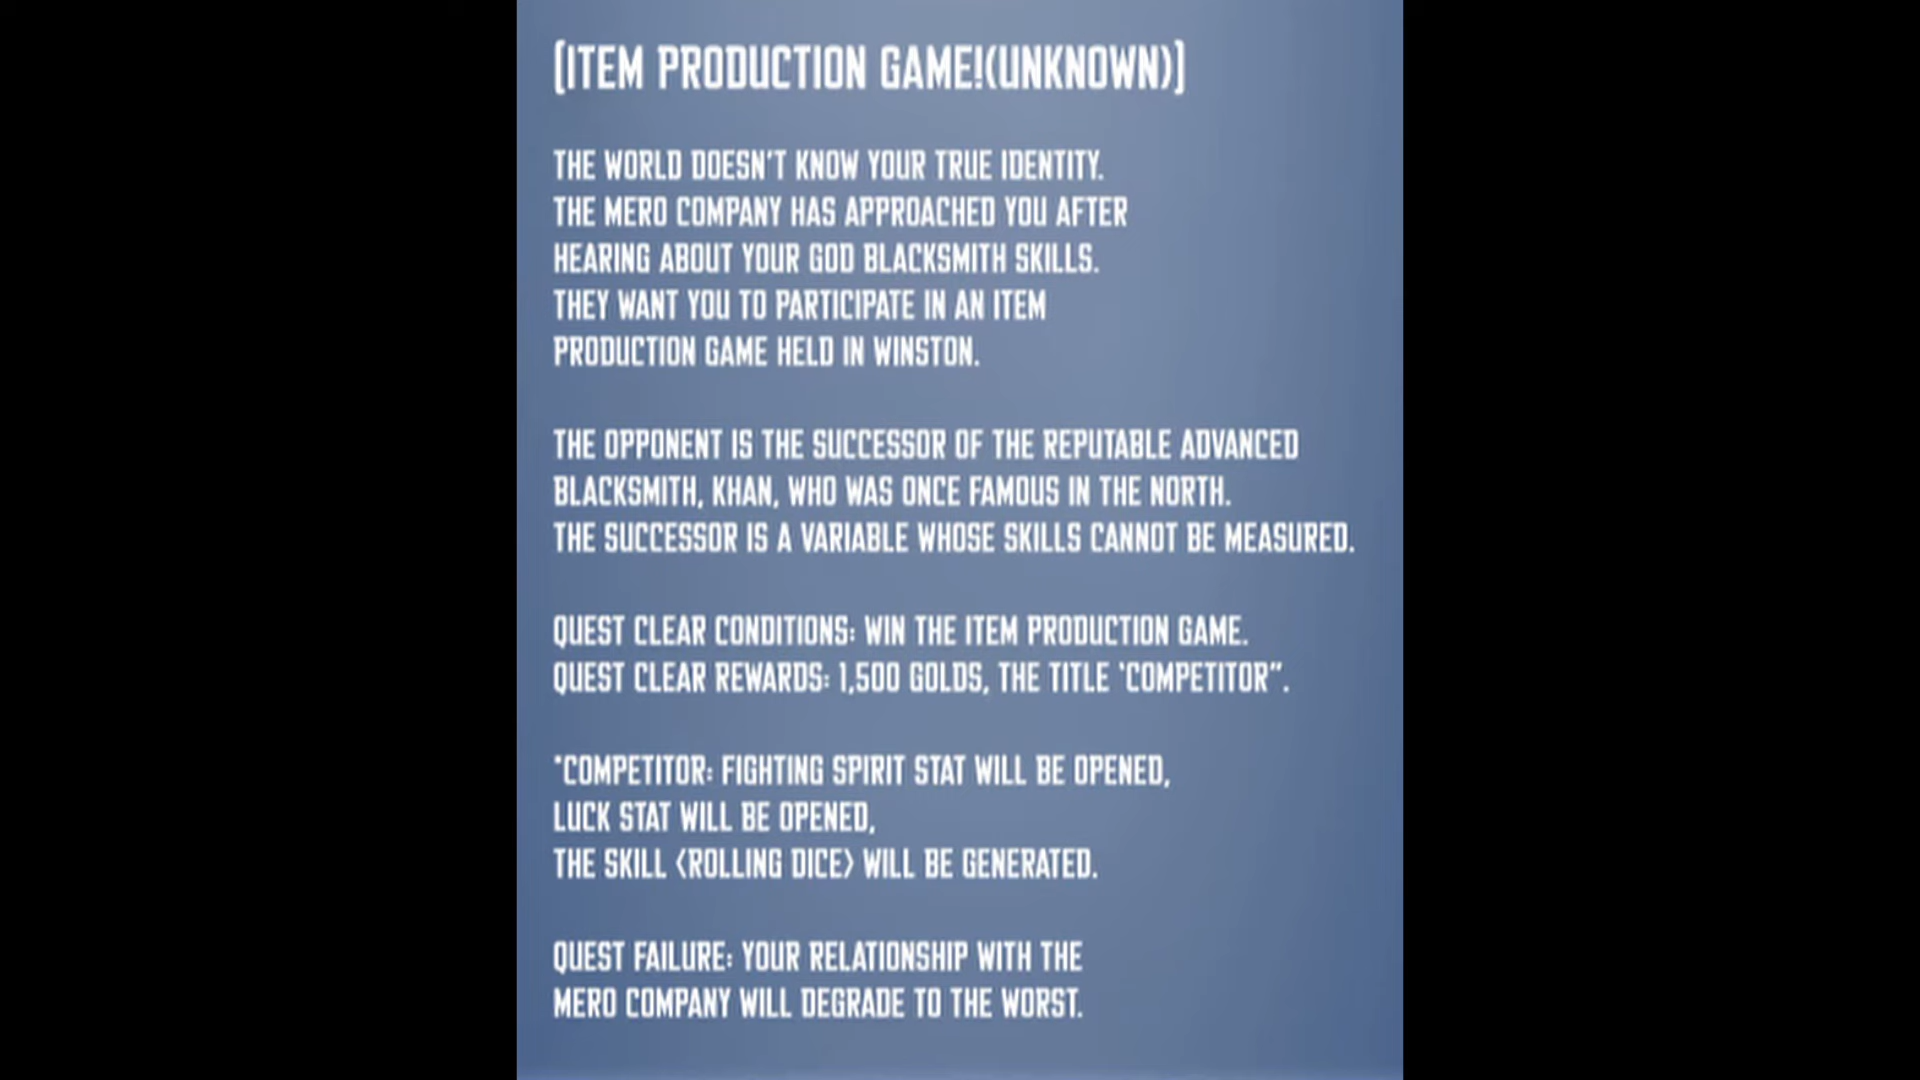 [ITEM PRODUCTION GAME!(UNKNOWN)]
THE WORLD DOESN'T KNOW YOUR TRUE IDENTITY.
THE MERO COMPANY HAS APPROACHED YOU AFTER
HEARING ABOUT YOUR GOD BLACKSMITH SKILLS.
THEY WANT YOU TO PARTICIPATE IN AN ITEM
PRODUCTION GAME HELD IN WINSTON.
THE OPPONENT IS THE SUCCESSOR OF THE REPUTABLE ADVANCED
BLACKSMITH, KHAN, WHO WAS ONCE FAMOUS IN THE NORTH.
THE SUCCESSOR IS A VARIABLE WHOSE SKILLS CANNOT BE MEASURED.
QUEST CLEAR CONDITIONS: WIN THE ITEM PRODUCTION GAME.
QUEST CLEAR REWARDS: 1,500 GOLDS, THE TITLE 'COMPETITOR".
*COMPETITOR: FIGHTING SPIRIT STAT WILL BE OPENED,
LUCK STAT WILL BE OPENED,
THE SKILL <ROLLING DICE> WILL BE GENERATED.
QUEST FAILURE: YOUR RELATIONSHIP WITH THE
MERO COMPANY WILL DEGRADE TO THE WORST.